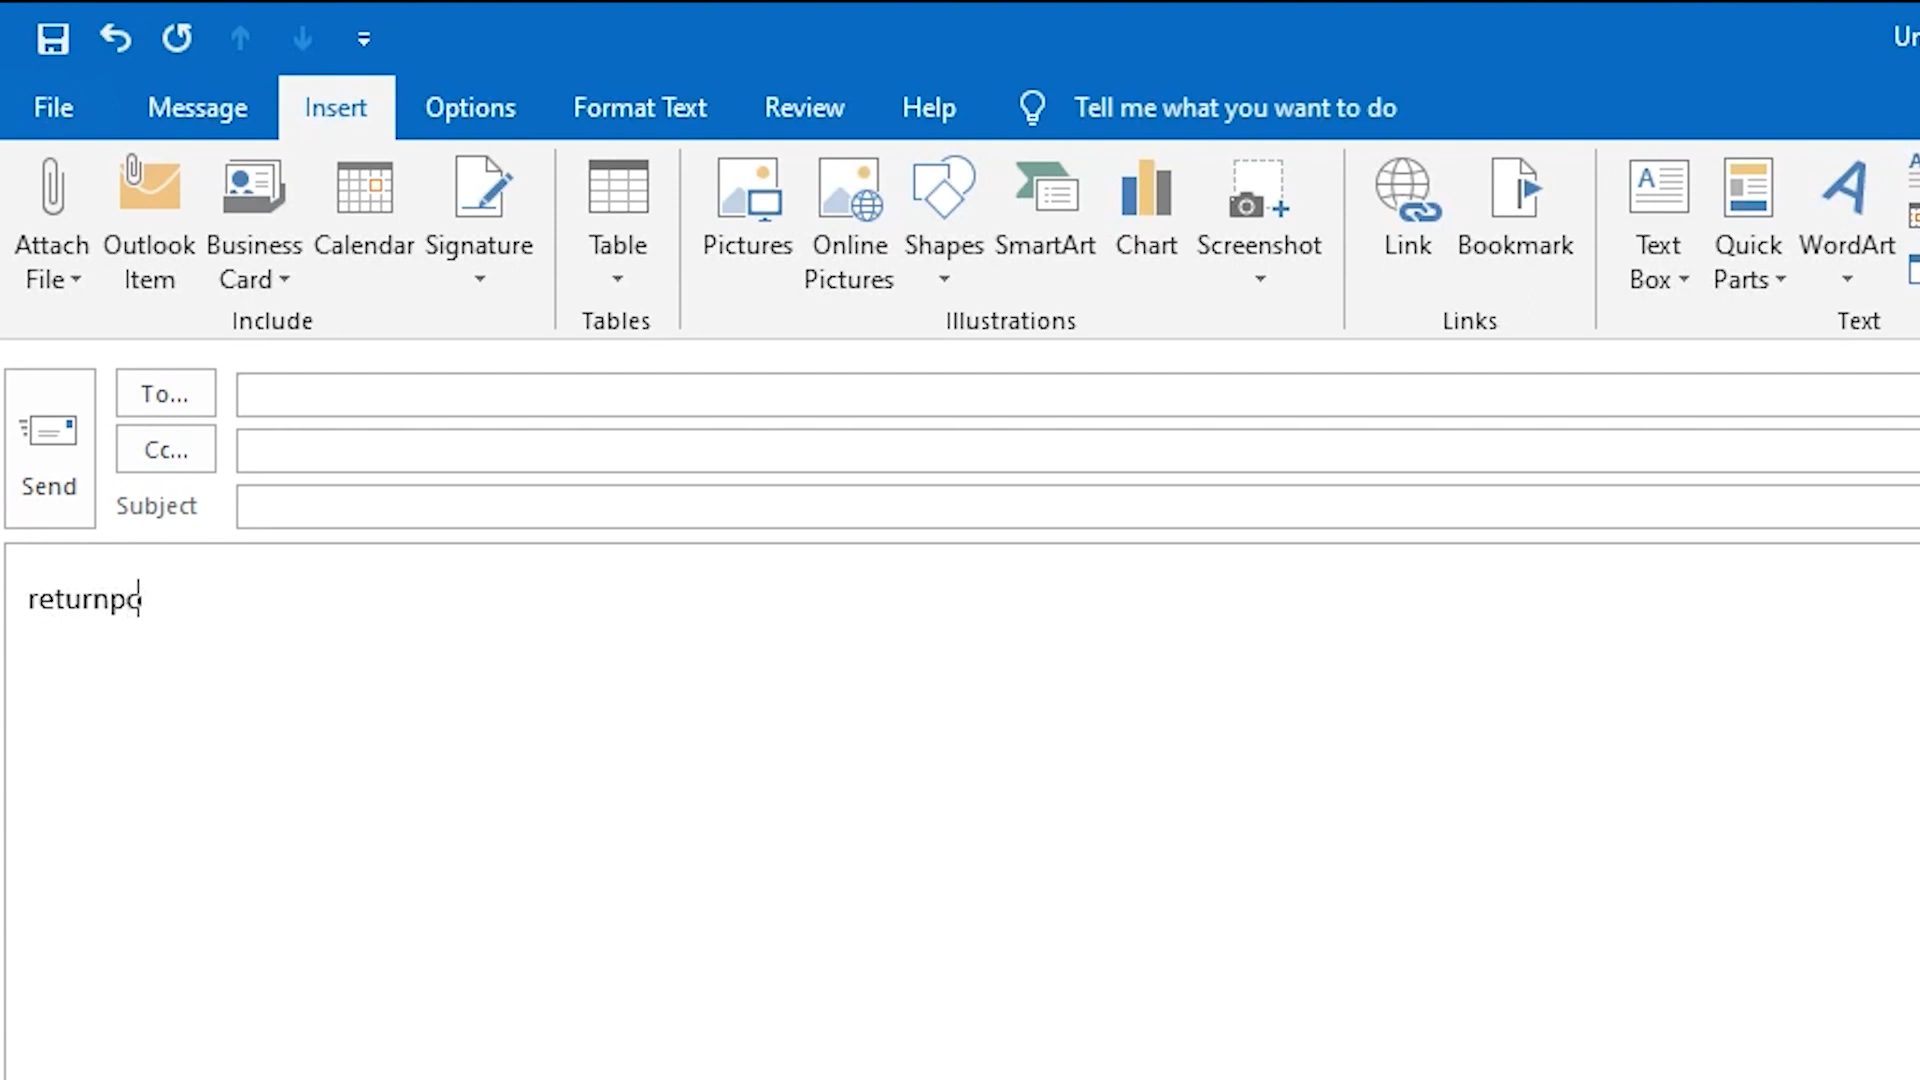 File Message Insert Options Format Text Review Help Tell me what you want to do
Attach File
Outlook Item
Business Card
Calendar
Signature
Table
Pictures
Online Pictures
Shapes
SmartArt
Chart
Screenshot
Link
Bookmark
Text Box
Quick Parts
WordArt
Include Tables Illustrations Links Text
Send
To...
Cc...
Subject